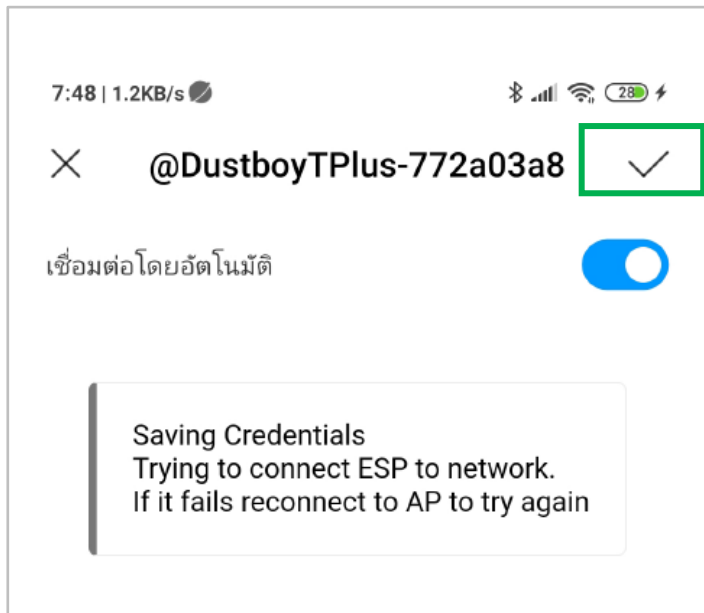 7:48 | 1.2KB/s 28
@DustboyTPlus-772a03a8
เชื่อมต่อโดยอัตโนมัติ
Saving Credentials
Trying to connect ESP to network.
If it fails reconnect to AP to try again